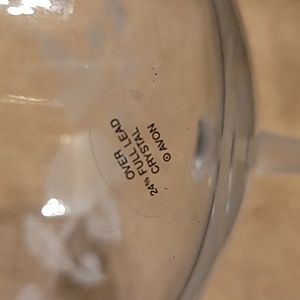 OVER
24% FULL LEAD
CRYSTAL
© AVON